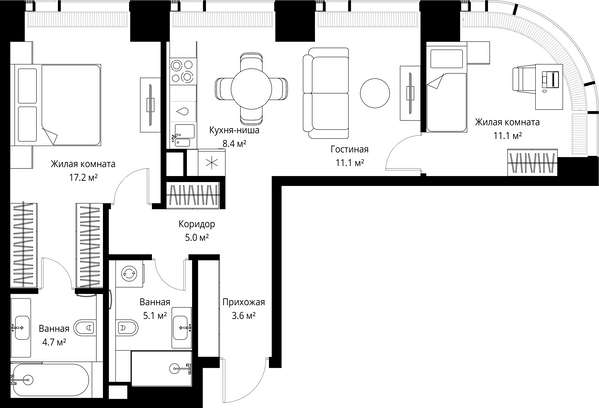 Жилая комната
17.2 м²
Кухня-ниша
8.4 м²
Гостиная
11.1 м²
Жилая комната
11.1 м²
Коридор
5.0 м²
Ванная
4.7 м²
Ванная
5.1 м²
Прихожая
3.6 м²